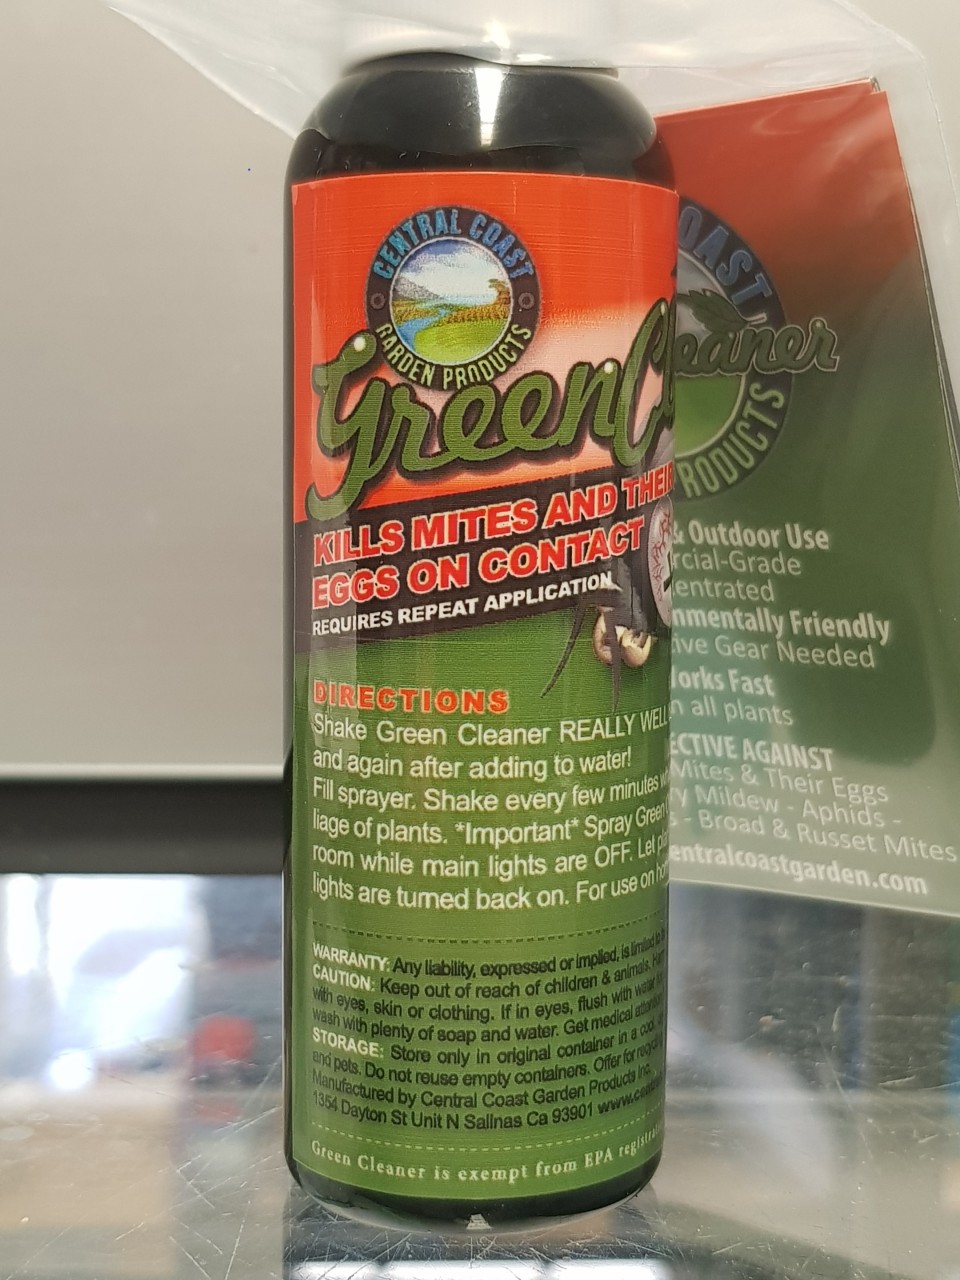 CENTRAL COAST
GARDEN PRODUCTS
Green
KILLS MITES AND THEIR
EGGS ON CONTACT
REQUIRES REPEAT APPLICATION
DIRECTIONS
Shake Green Cleaner REALLY WELL
and again after adding to water!
Fill sprayer. Shake every few minutes
liage of plants. *Important* Spray Green
room while main lights are OFF. Let
lights are turned back on. For use on
WARRANTY: Any liability, expressed or implied, is limited to
CAUTION: Keep out of reach of children & animals.
with eyes, skin or clothing. If in eyes, flush with water
wash with plenty of soap and water. Get medical
STORAGE: Store only in original container in a cool
and pets. Do not reuse empty containers. Offer for
Manufactured by Central Coast Garden Products Inc.
1354 Dayton St Unit N Salinas Ca 93901
Green Cleaner is exempt from EPA
OAST
eaner
RODUCTS
& Outdoor Use
rcial-Grade
entrated
nmentally Friendly
ive Gear Needed
orks Fast
n all plants
ECTIVE AGAINST
Mites & Their Eggs
y Mildew - Aphids -
s - Broad & Russet Mites
entralcoastgarden.com